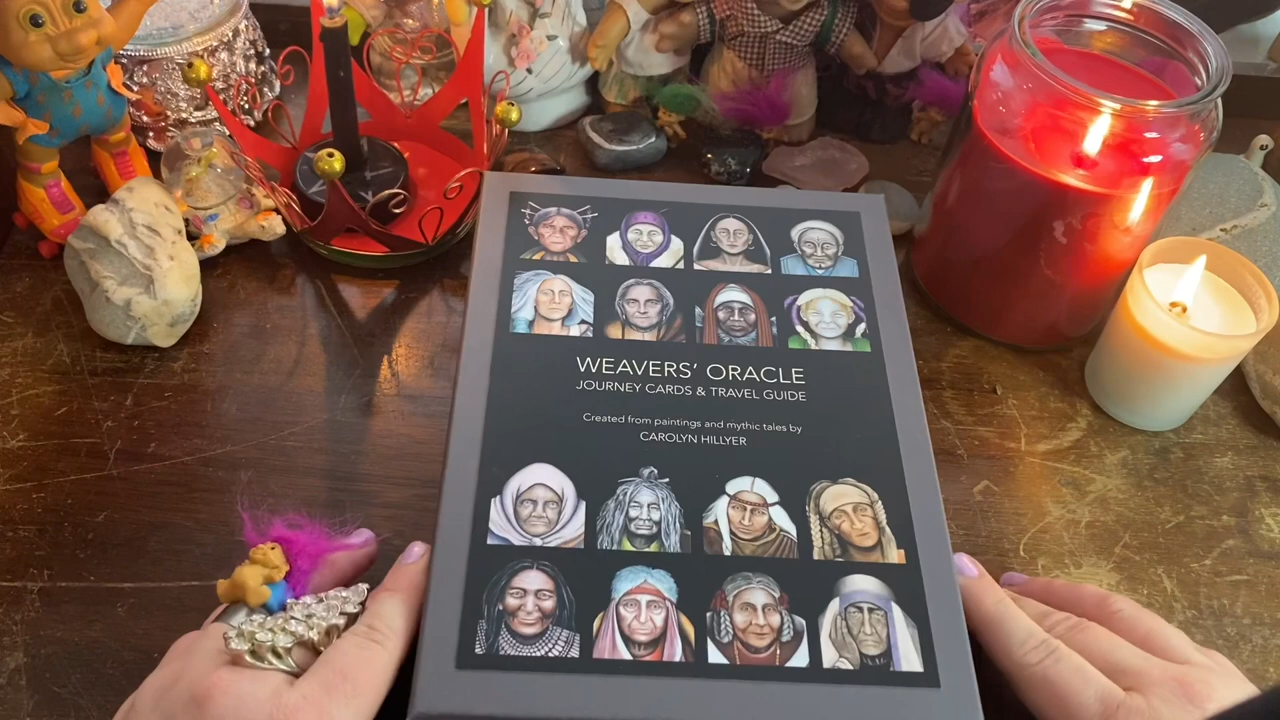 WEAVERS' ORACLE
JOURNEY CARDS & TRAVEL GUIDE
Created from paintings and mythic tales by
CAROLYN HILLYER